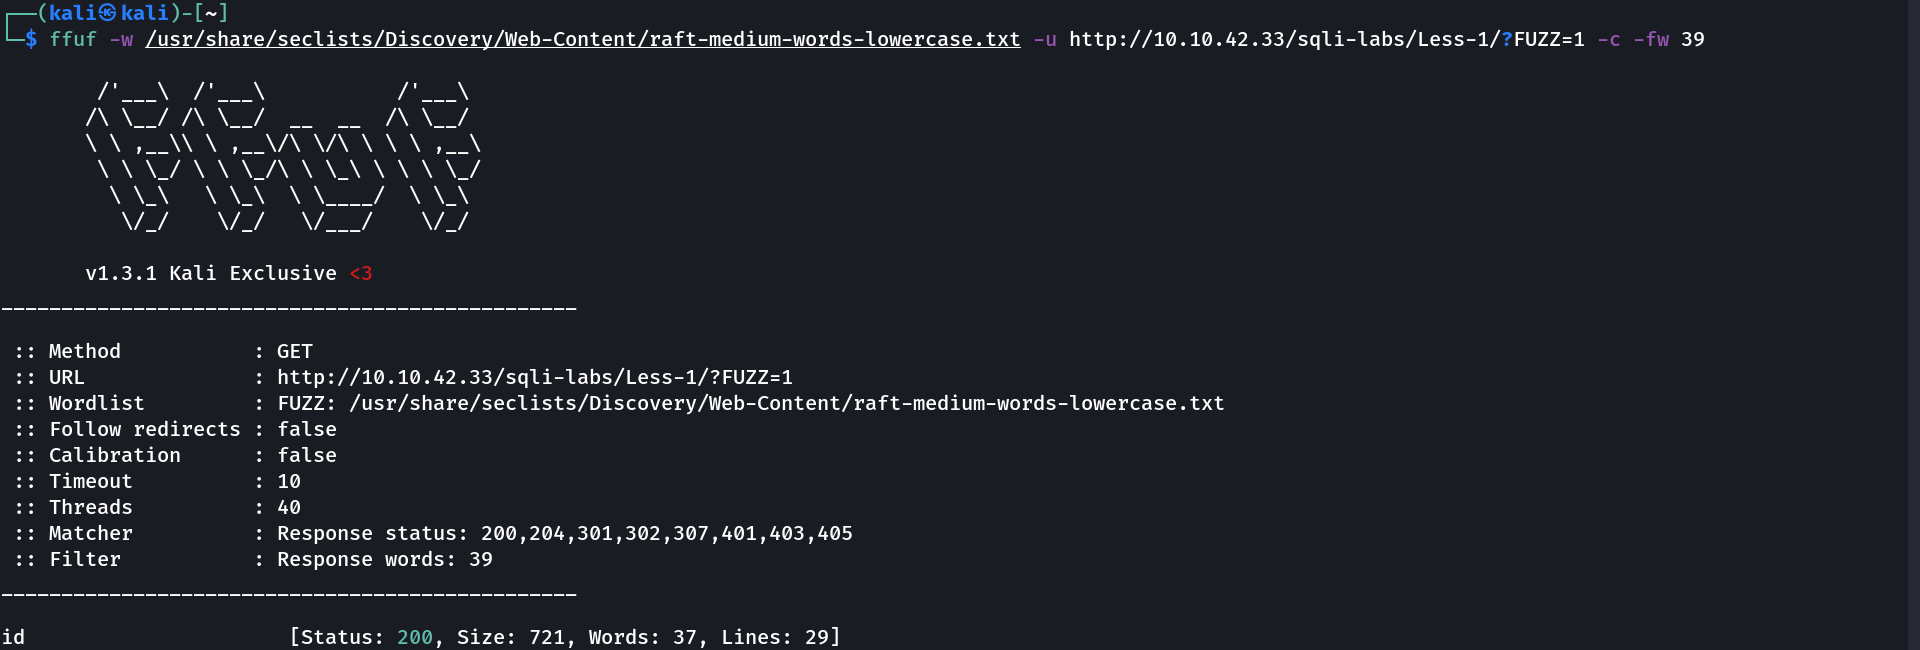 ┌──(kali㉿kali)-[~]
└─$ ffuf -w /usr/share/seclists/Discovery/Web-Content/raft-medium-words-lowercase.txt -u http://10.10.42.33/sqli-labs/Less-1/?FUZZ=1 -c -fw 39

        /'___\  /'___\           /'___\
       /\ \__/ /\ \__/  __  __  /\ \__/
       \ \ ,__\\ \ ,__\/\ \/\ \ \ \ ,__\
        \ \ \_/ \ \ \_/\ \ \_\ \ \ \ \_/
         \ \_\   \ \_\  \ \____/  \ \_\
          \/_/    \/_/   \/___/    \/_/

       v1.3.1 Kali Exclusive <3
________________________________________________

 :: Method           : GET
 :: URL              : http://10.10.42.33/sqli-labs/Less-1/?FUZZ=1
 :: Wordlist         : FUZZ: /usr/share/seclists/Discovery/Web-Content/raft-medium-words-lowercase.txt
 :: Follow redirects : false
 :: Calibration      : false
 :: Timeout          : 10
 :: Threads          : 40
 :: Matcher          : Response status: 200,204,301,302,307,401,403,405
 :: Filter           : Response words: 39
________________________________________________

id                      [Status: 200, Size: 721, Words: 37, Lines: 29]